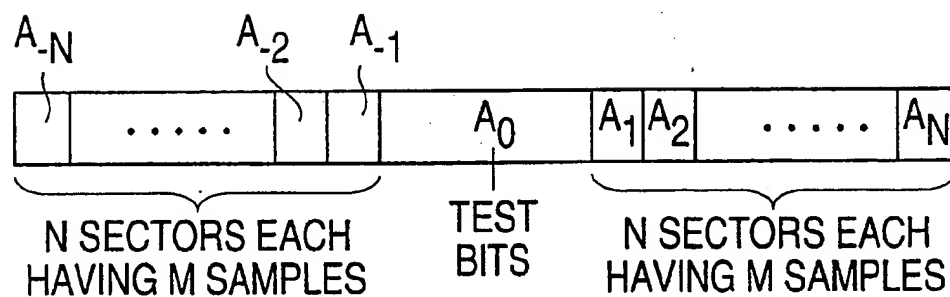 A-N A-2 A-1
..... A0 A1 A2 ..... AN
N SECTORS EACH HAVING M SAMPLES
TEST BITS
N SECTORS EACH HAVING M SAMPLES